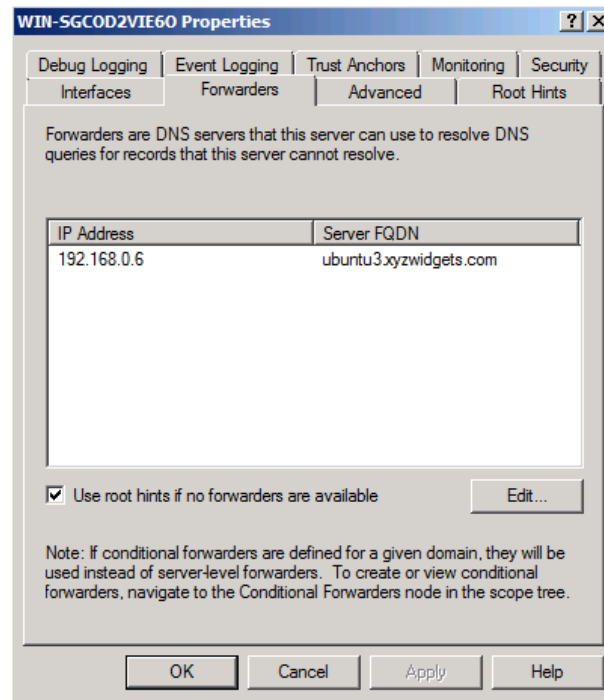 WIN-SGCOD2VIE6O Properties
Debug Logging Event Logging Trust Anchors Monitoring Security
Interfaces Forwarders Advanced Root Hints
Forwarders are DNS servers that this server can use to resolve DNS
queries for records that this server cannot resolve.
IP Address Server FQDN
192.168.0.6 ubuntu3.xyzwidgets.com
Use root hints if no forwarders are available Edit...
Note: If conditional forwarders are defined for a given domain, they will be
used instead of server-level forwarders. To create or view conditional
forwarders, navigate to the Conditional Forwarders node in the scope tree.
OK Cancel Apply Help